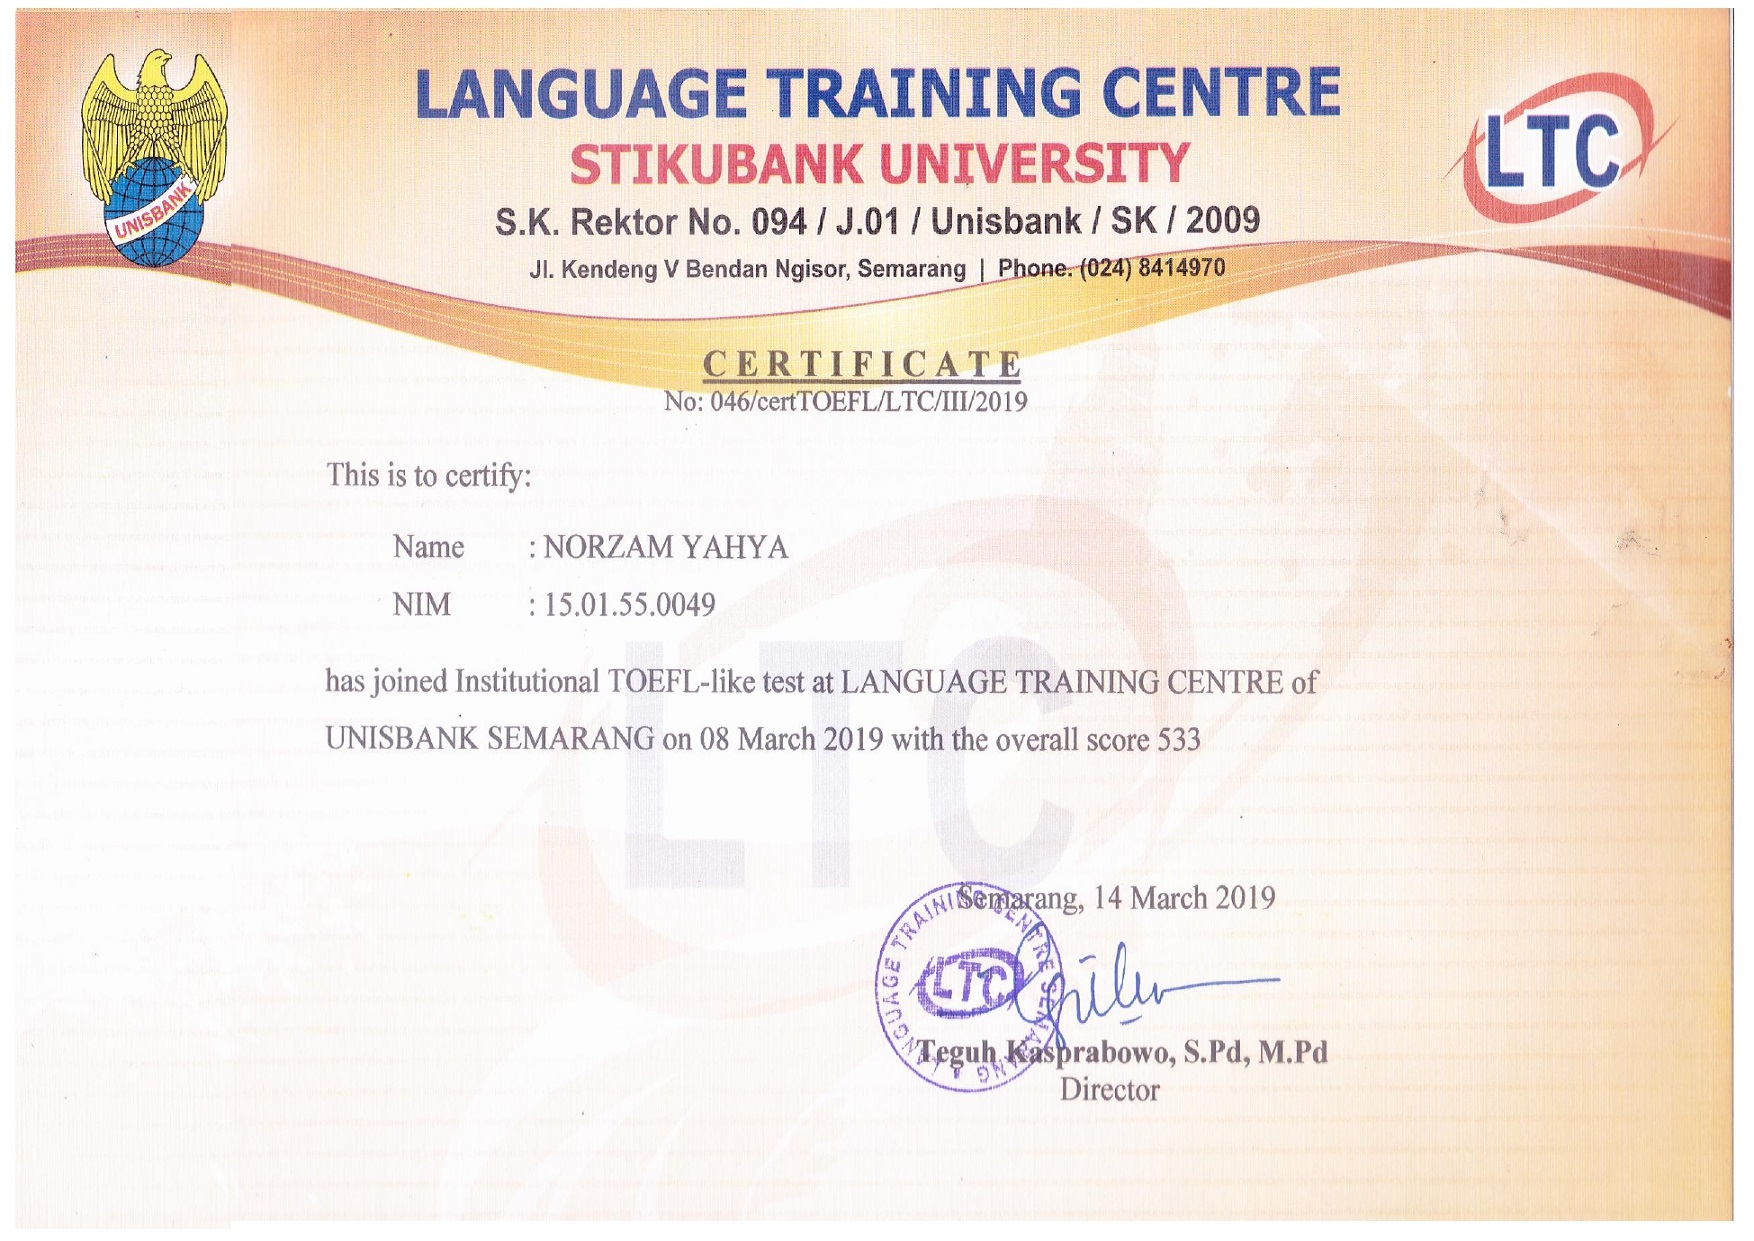 LANGUAGE TRAINING CENTRE
STIKUBANK UNIVERSITY
S.K. Rektor No. 094 / J.01 / Unisbank / SK / 2009
Jl. Kendeng V Bendan Ngisor, Semarang | Phone. (024) 8414970
UNISBANK
LTC
CERTIFICATE
No: 046/certTOEFL/LTC/III/2019
This is to certify:
Name : NORZAM YAHYA
NIM : 15.01.55.0049
has joined Institutional TOEFL-like test at LANGUAGE TRAINING CENTRE of
UNISBANK SEMARANG on 08 March 2019 with the overall score 533
LTC
Semarang, 14 March 2019
LANGUAGE TRAINING CENTRE SEMARANG
LTC
Teguh Kasprabowo, S.Pd, M.Pd
Director